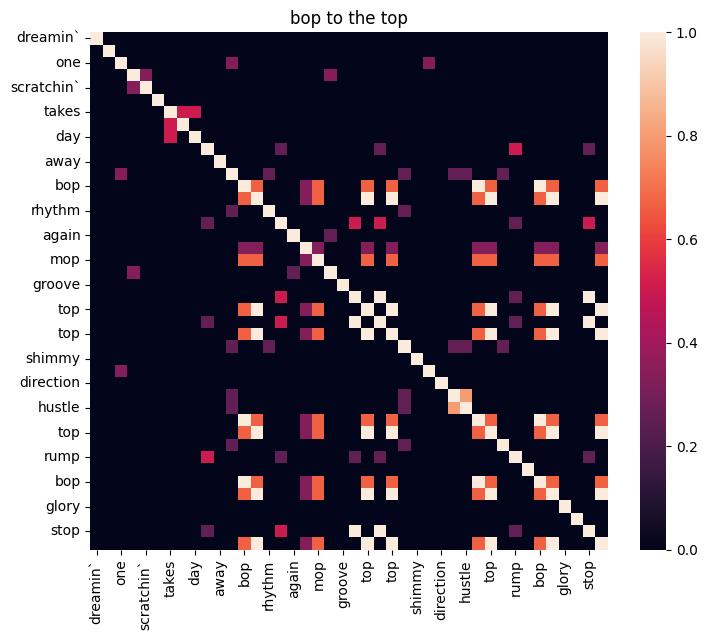 bop to the top
dreamin`
one
scratchin`
takes
day
away
bop
rhythm
again
mop
groove
top
top
shimmy
direction
hustle
top
rump
bop
glory
stop
1.0
0.8
0.6
0.4
0.2
0.0
dreamin`
one
scratchin`
takes
day
away
bop
rhythm
again
mop
groove
top
top
shimmy
direction
hustle
top
rump
bop
glory
stop